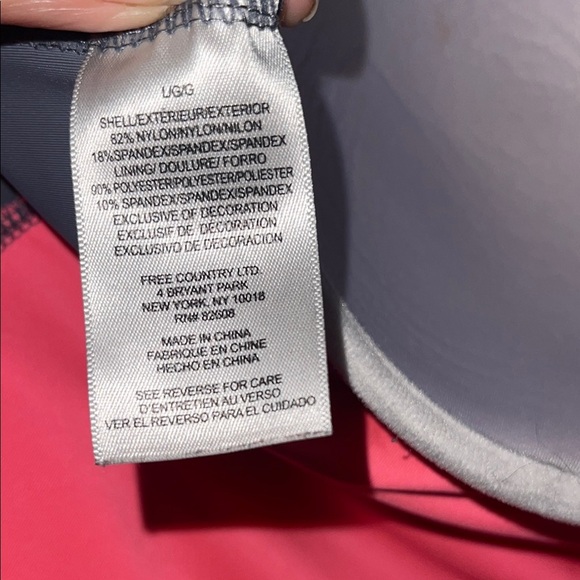 L/G/G
SHELL/EXTERIEUR/EXTERIOR
82% NYLON/NYLON/NILON
18%SPANDEX/SPANDEX/SPANDEX
LINING/ DOULURE/ FORRO
90% POLYESTER/POLYESTER/POLIESTER
10% SPANDEX/SPANDEX/SPANDEX
EXCLUSIVE OF DECORATION
EXCLUSIF DE DECORATION
EXCLUSIVO DE DECORACION
FREE COUNTRY LTD.
4 BRYANT PARK
NEW YORK, NY 10018
RN# 82608
MADE IN CHINA
FABRIQUE EN CHINE
HECHO EN CHINA
SEE REVERSE FOR CARE
D'ENTRETIEN AU VERSO
VER EL REVERSO PARA EL CUIDADO